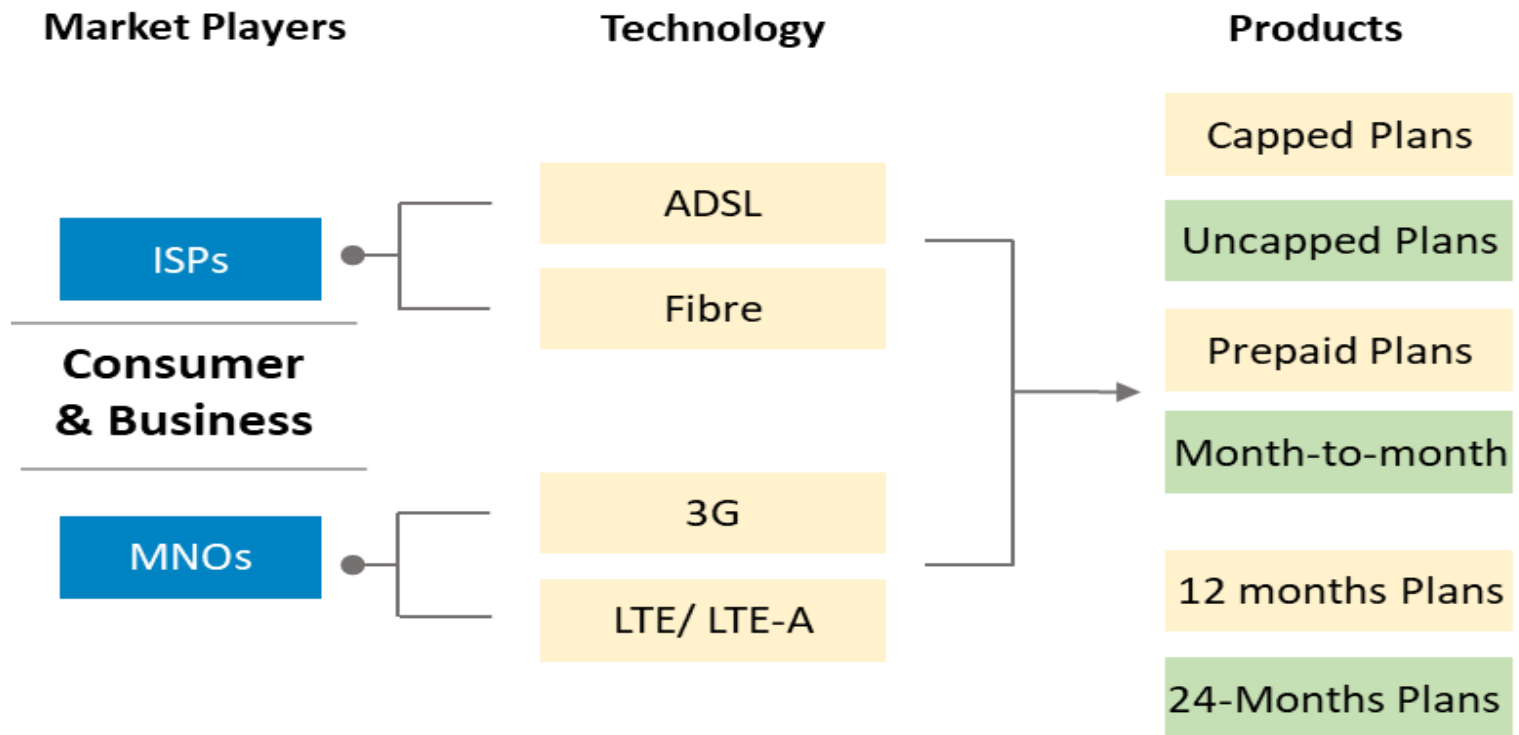 Market Players
Technology
Products
ISPs
Consumer
& Business
MNOs
ADSL
Fibre
3G
LTE/ LTE-A
Capped Plans
Uncapped Plans
Prepaid Plans
Month-to-month
12 months Plans
24-Months Plans